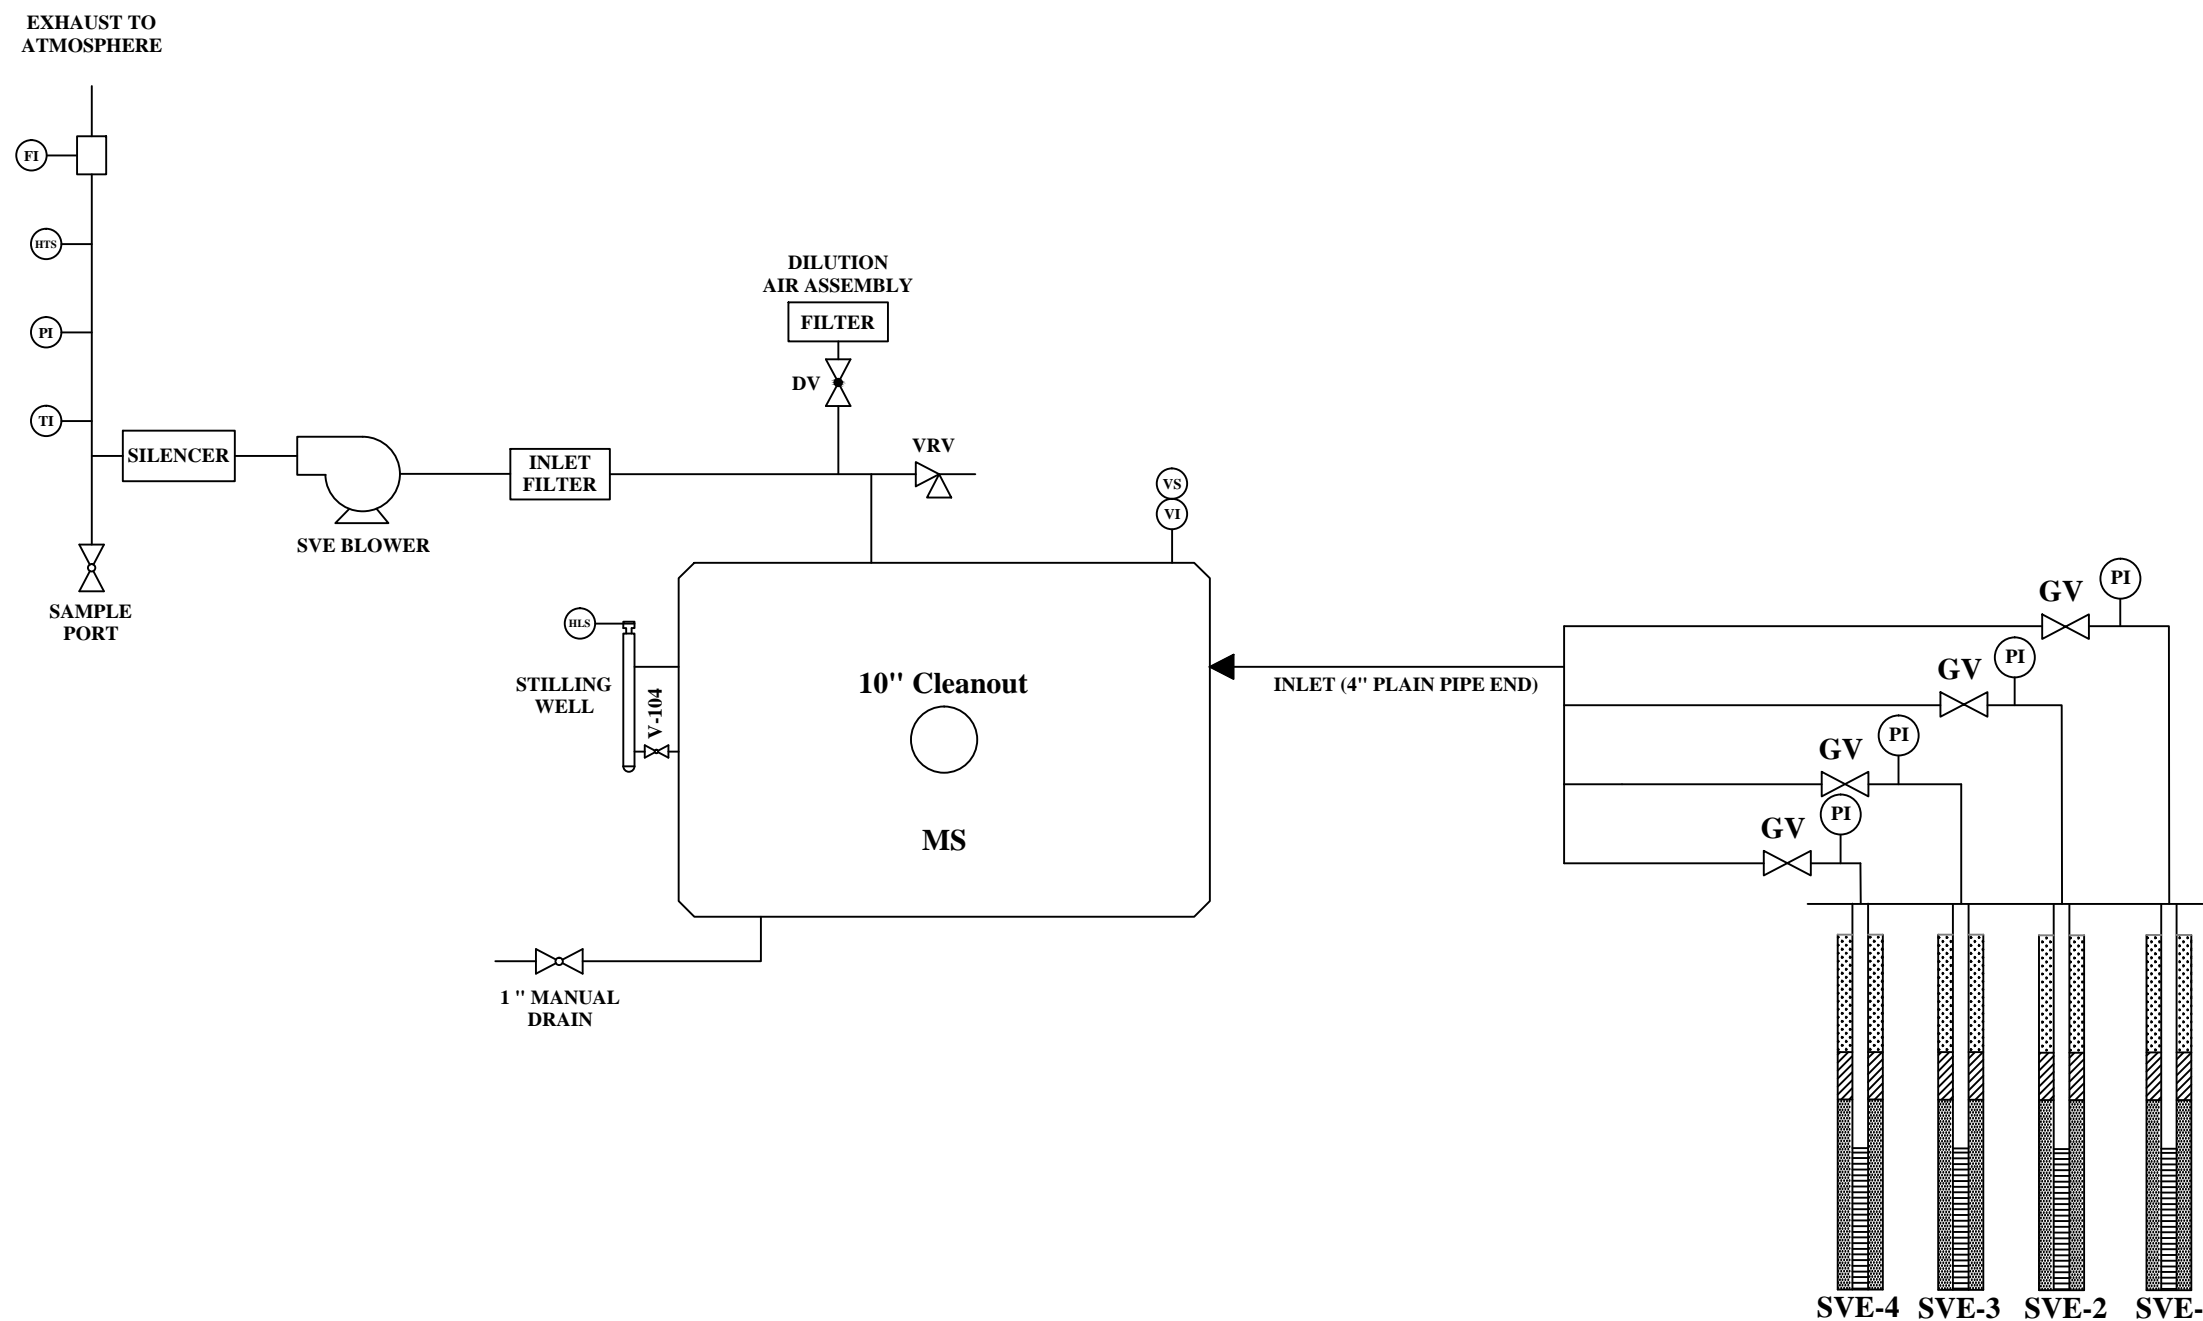 EXHAUST TO
ATMOSPHERE
FI
HTS
PI
TI
SILENCER
SAMPLE
PORT
SVE BLOWER
INLET
FILTER
DILUTION
AIR ASSEMBLY
FILTER
DV
VRV
VS
VI
HLS
STILLING
WELL
V-104
10" Cleanout
MS
1 " MANUAL
DRAIN
INLET (4" PLAIN PIPE END)
GV
PI
GV
PI
GV
PI
GV
PI
SVE-4
SVE-3
SVE-2
SVE-